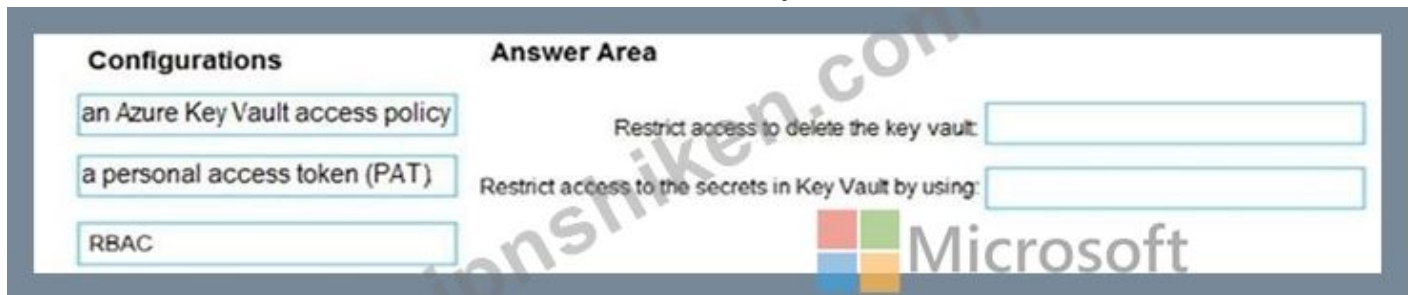 Configurations
an Azure Key Vault access policy
a personal access token (PAT)
RBAC
Answer Area
Restrict access to delete the key vault:
Restrict access to the secrets in Key Vault by using:
Microsoft